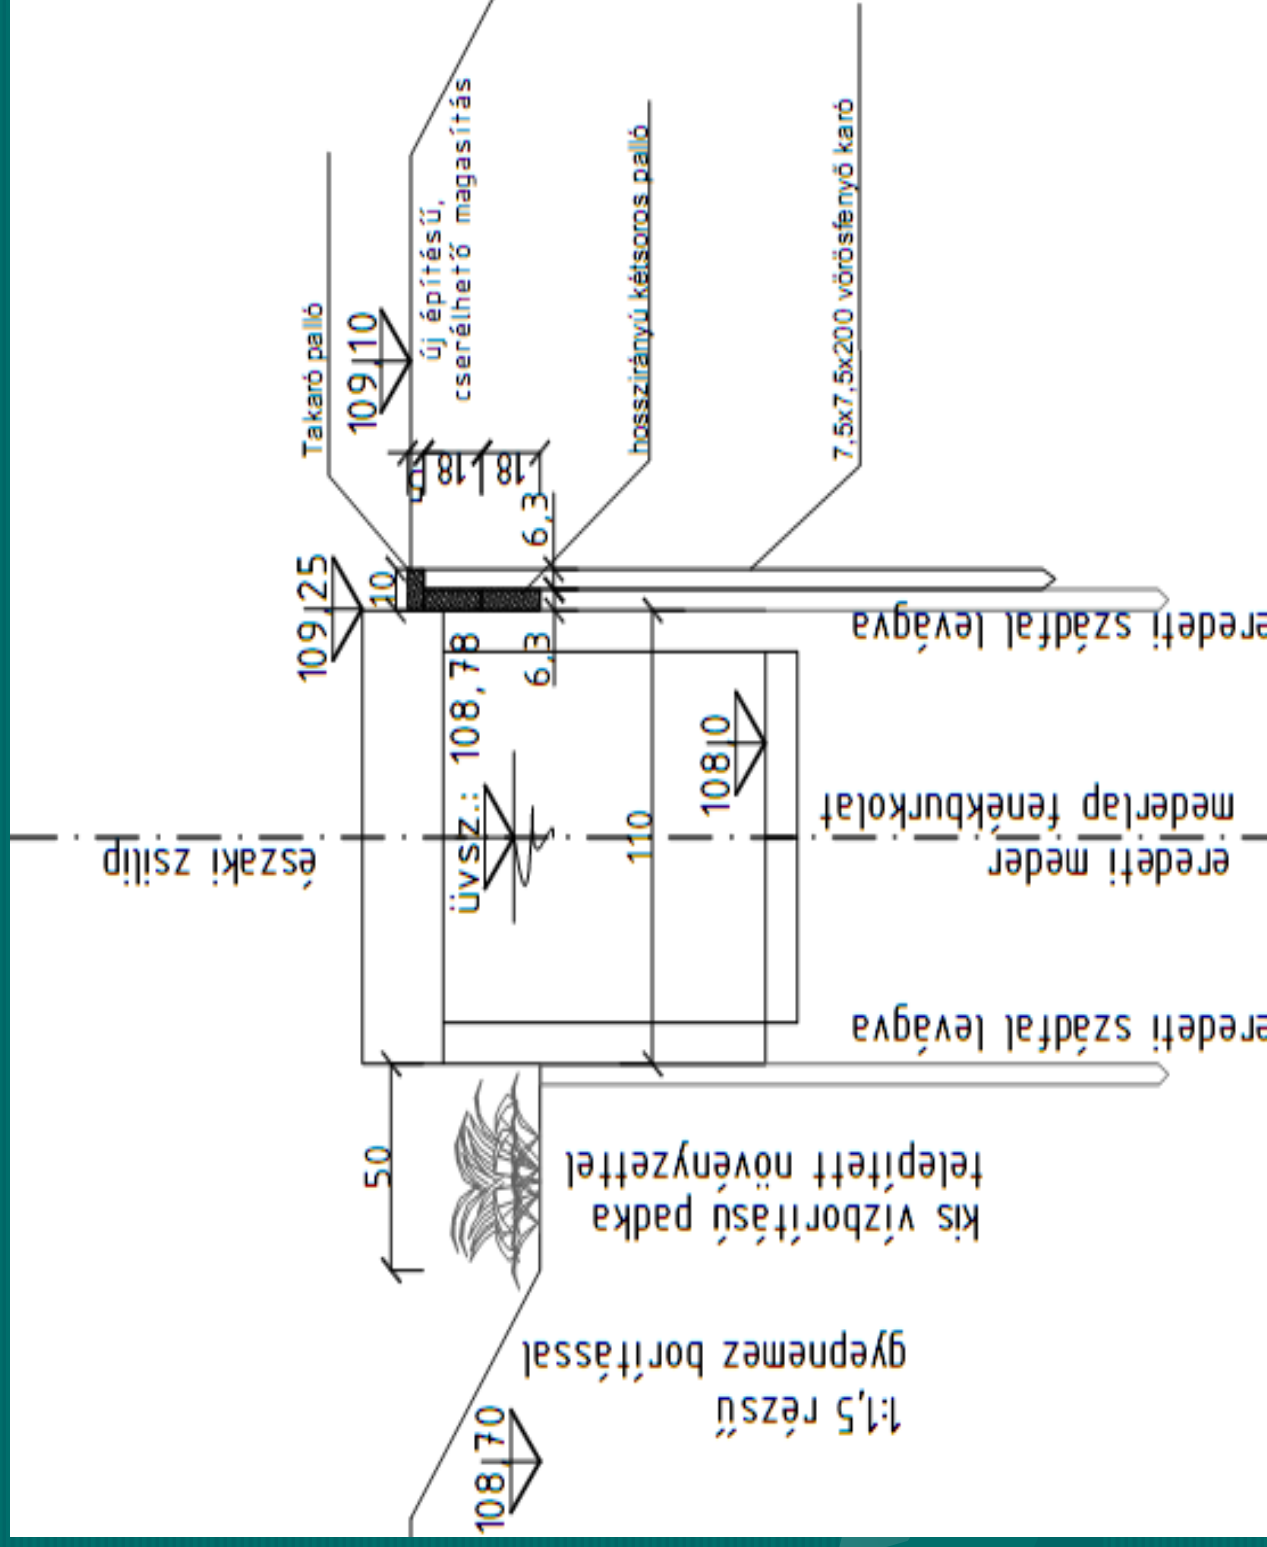 Takaró palló
109,10
új építésű,
cserélhető magasítás
hosszirányú kétsoros palló
7,5x7,5x200 vörösfenyő karó
18
18
6,3
109,25
10
6,3
eredeti szádfal levágva
üvsz.: 108,78
108,0
110
északi zsilip
mederlap fenékburkolat
eredeti meder
eredeti szádfal levágva
50
kis vízborítású padka
telepített növényzettel
1:1,5 rézsű
gyepnemez borítással
108,70